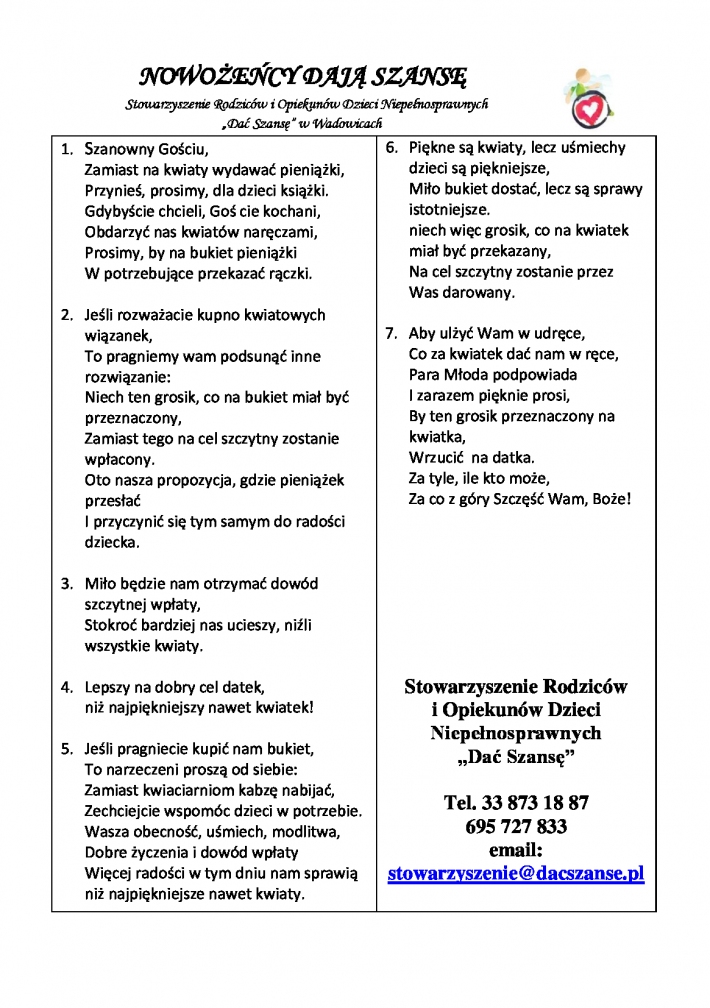 NOWOŻEŃCY DAJĄ SZANSĘ
Stowarzyszenie Rodziców i Opiekunów Dzieci Niepełnosprawnych
„Dać Szansę” w Wadowicach
1. Szanowny Gościu,
Zamiast na kwiaty wydawać pieniążki,
Przynieś, prosimy, dla dzieci książki.
Gdybyście chcieli, Goś cie kochani,
Obdarzyć nas kwiatów naręczami,
Prosimy, by na bukiet pieniążki
W potrzebujące przekazać rączki.
2. Jeśli rozważacie kupno kwiatowych
wiązanek,
To pragniemy wam podsunąć inne
rozwiązanie:
Niech ten grosik, co na bukiet miał być
przeznaczony,
Zamiast tego na cel szczytny zostanie
wpłacony.
Oto nasza propozycja, gdzie pieniążek
przesłać
I przyczynić się tym samym do radości
dziecka.
3. Miło będzie nam otrzymać dowód
szczytnej wpłaty,
Stokroć bardziej nas ucieszy, niźli
wszystkie kwiaty.
4. Lepszy na dobry cel datek,
niż najpiękniejszy nawet kwiatek!
5. Jeśli pragniecie kupić nam bukiet,
To narzeczeni proszą od siebie:
Zamiast kwiaciarniom kabzę nabijać,
Zechciejcie wspomóc dzieci w potrzebie.
Wasza obecność, uśmiech, modlitwa,
Dobre życzenia i dowód wpłaty
Więcej radości w tym dniu nam sprawią
niż najpiękniejsze nawet kwiaty.
6. Piękne są kwiaty, lecz uśmiechy
dzieci są piękniejsze,
Miło bukiet dostać, lecz są sprawy
istotniejsze.
niech więc grosik, co na kwiatek
miał być przekazany,
Na cel szczytny zostanie przez
Was darowany.
7. Aby ulżyć Wam w udręce,
Co za kwiatek dać nam w ręce,
Para Młoda podpowiada
I zarazem pięknie prosi,
By ten grosik przeznaczony na
kwiatka,
Wrzucić na datka.
Za tyle, ile kto może,
Za co z góry Szczęść Wam, Boże!
Stowarzyszenie Rodziców
i Opiekunów Dzieci
Niepełnosprawnych
„Dać Szansę”
Tel. 33 873 18 87
695 727 833
email:
stowarzyszenie@dacszanse.pl